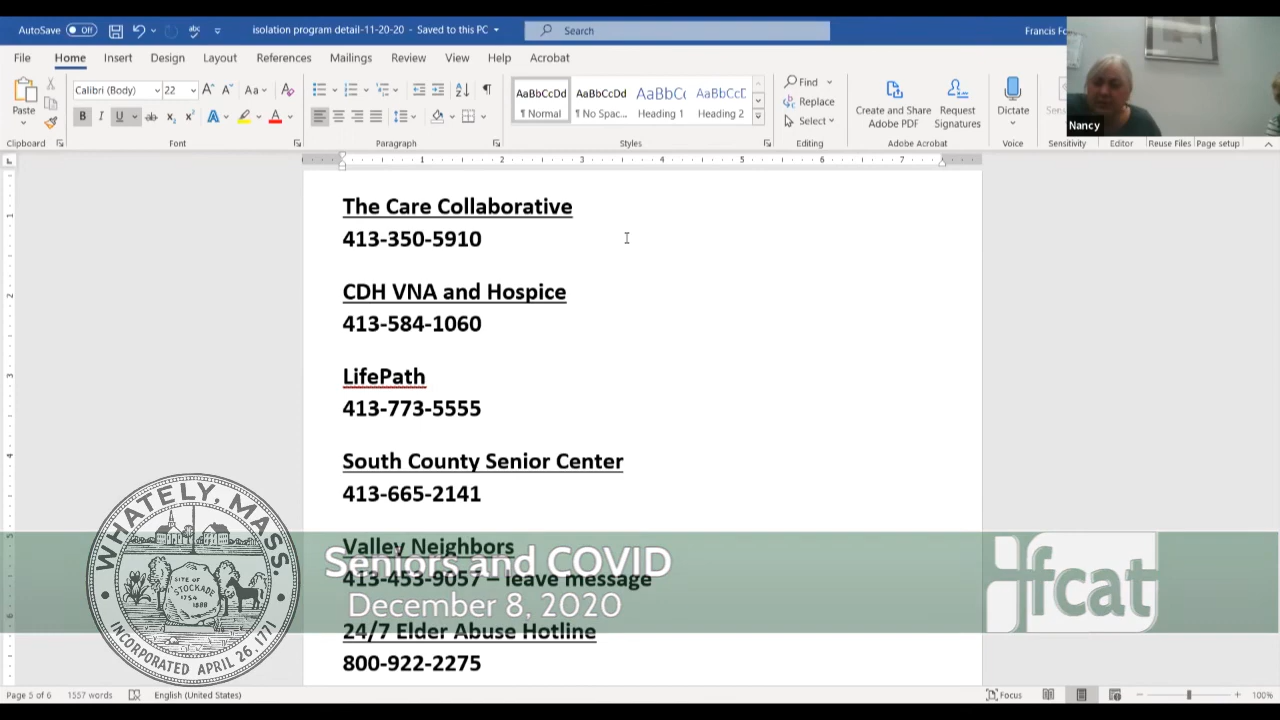 AutoSave Off
isolation program detail-11-20-20 - Saved to this PC
Search
Francis Fo
File Home Insert Design Layout References Mailings Review View Help Acrobat
Paste
Clipboard
Calibri (Body) 22
Font
Paragraph
AaBbCcDd AaBbCcDd AaBbC( AaBbCcD
¶ Normal ¶ No Spac... Heading 1 Heading 2
Styles
Find
Replace
Select
Editing
Create and Share
Adobe PDF
Request
Signatures
Adobe Acrobat
Dictate
Voice
Sensitivity
Editor
Reuse Files
Page setup
Nancy
The Care Collaborative
413-350-5910
CDH VNA and Hospice
413-584-1060
LifePath
413-773-5555
South County Senior Center
413-665-2141
Valley Neighbors
413-453-9057 – leave message
24/7 Elder Abuse Hotline
800-922-2275
WHATELY, MASS.
SITE OF
STOCKADE
1754
1888
INCORPORATED APRIL 26, 1771
Seniors and COVID
December 8, 2020
fcat
Page 5 of 6 1557 words English (United States)
Focus
100%